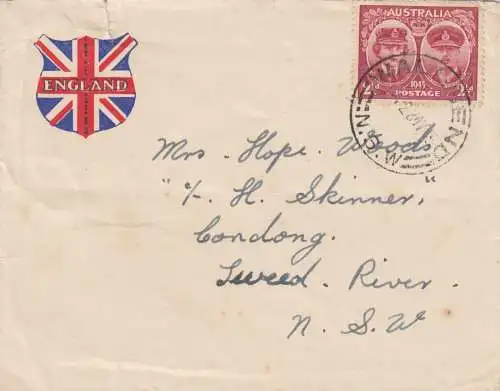 AUSTRALIA
1945
POSTAGE
ENGLAND
N.S.W
Mrs. Hope Woods
"c/- H. Skinner, "
Condong.
Tweed River.
N. S. W